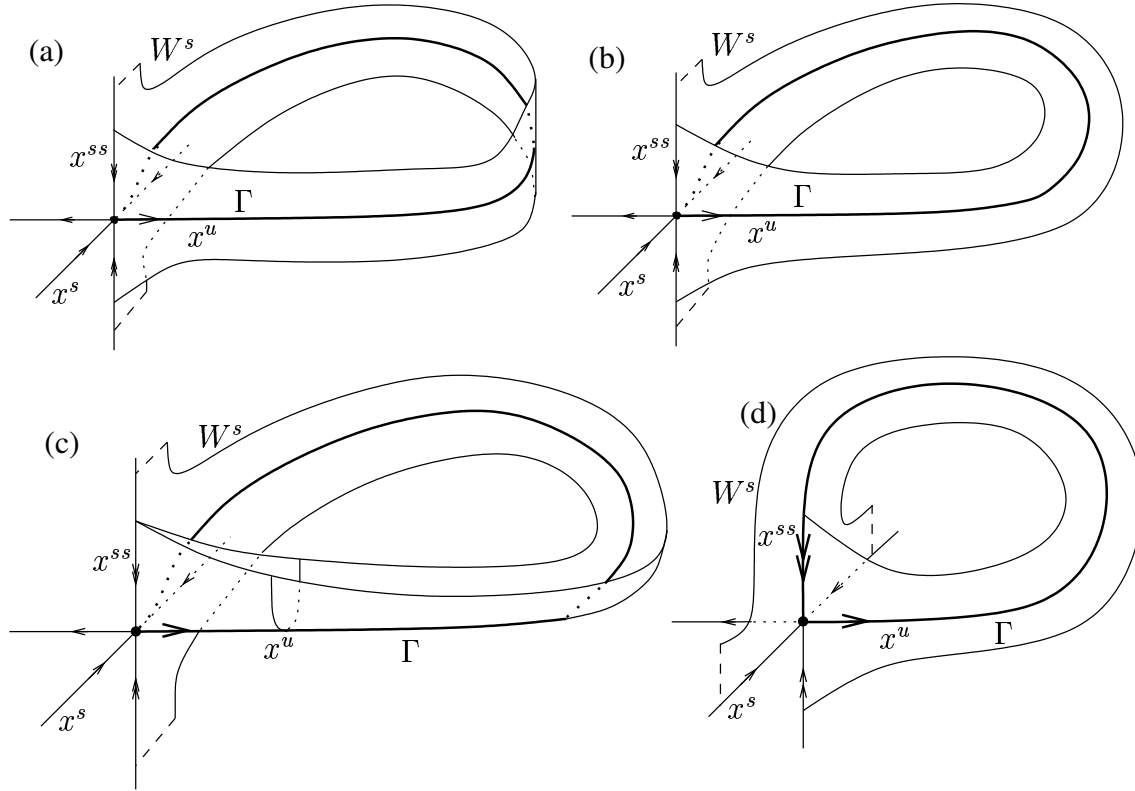 (a)
W^s
x^{ss}
Γ
x^u
x^s
(b)
W^s
x^{ss}
Γ
x^u
x^s
(c)
W^s
x^{ss}
x^u
Γ
x^s
(d)
W^s
x^{ss}
x^u
Γ
x^s